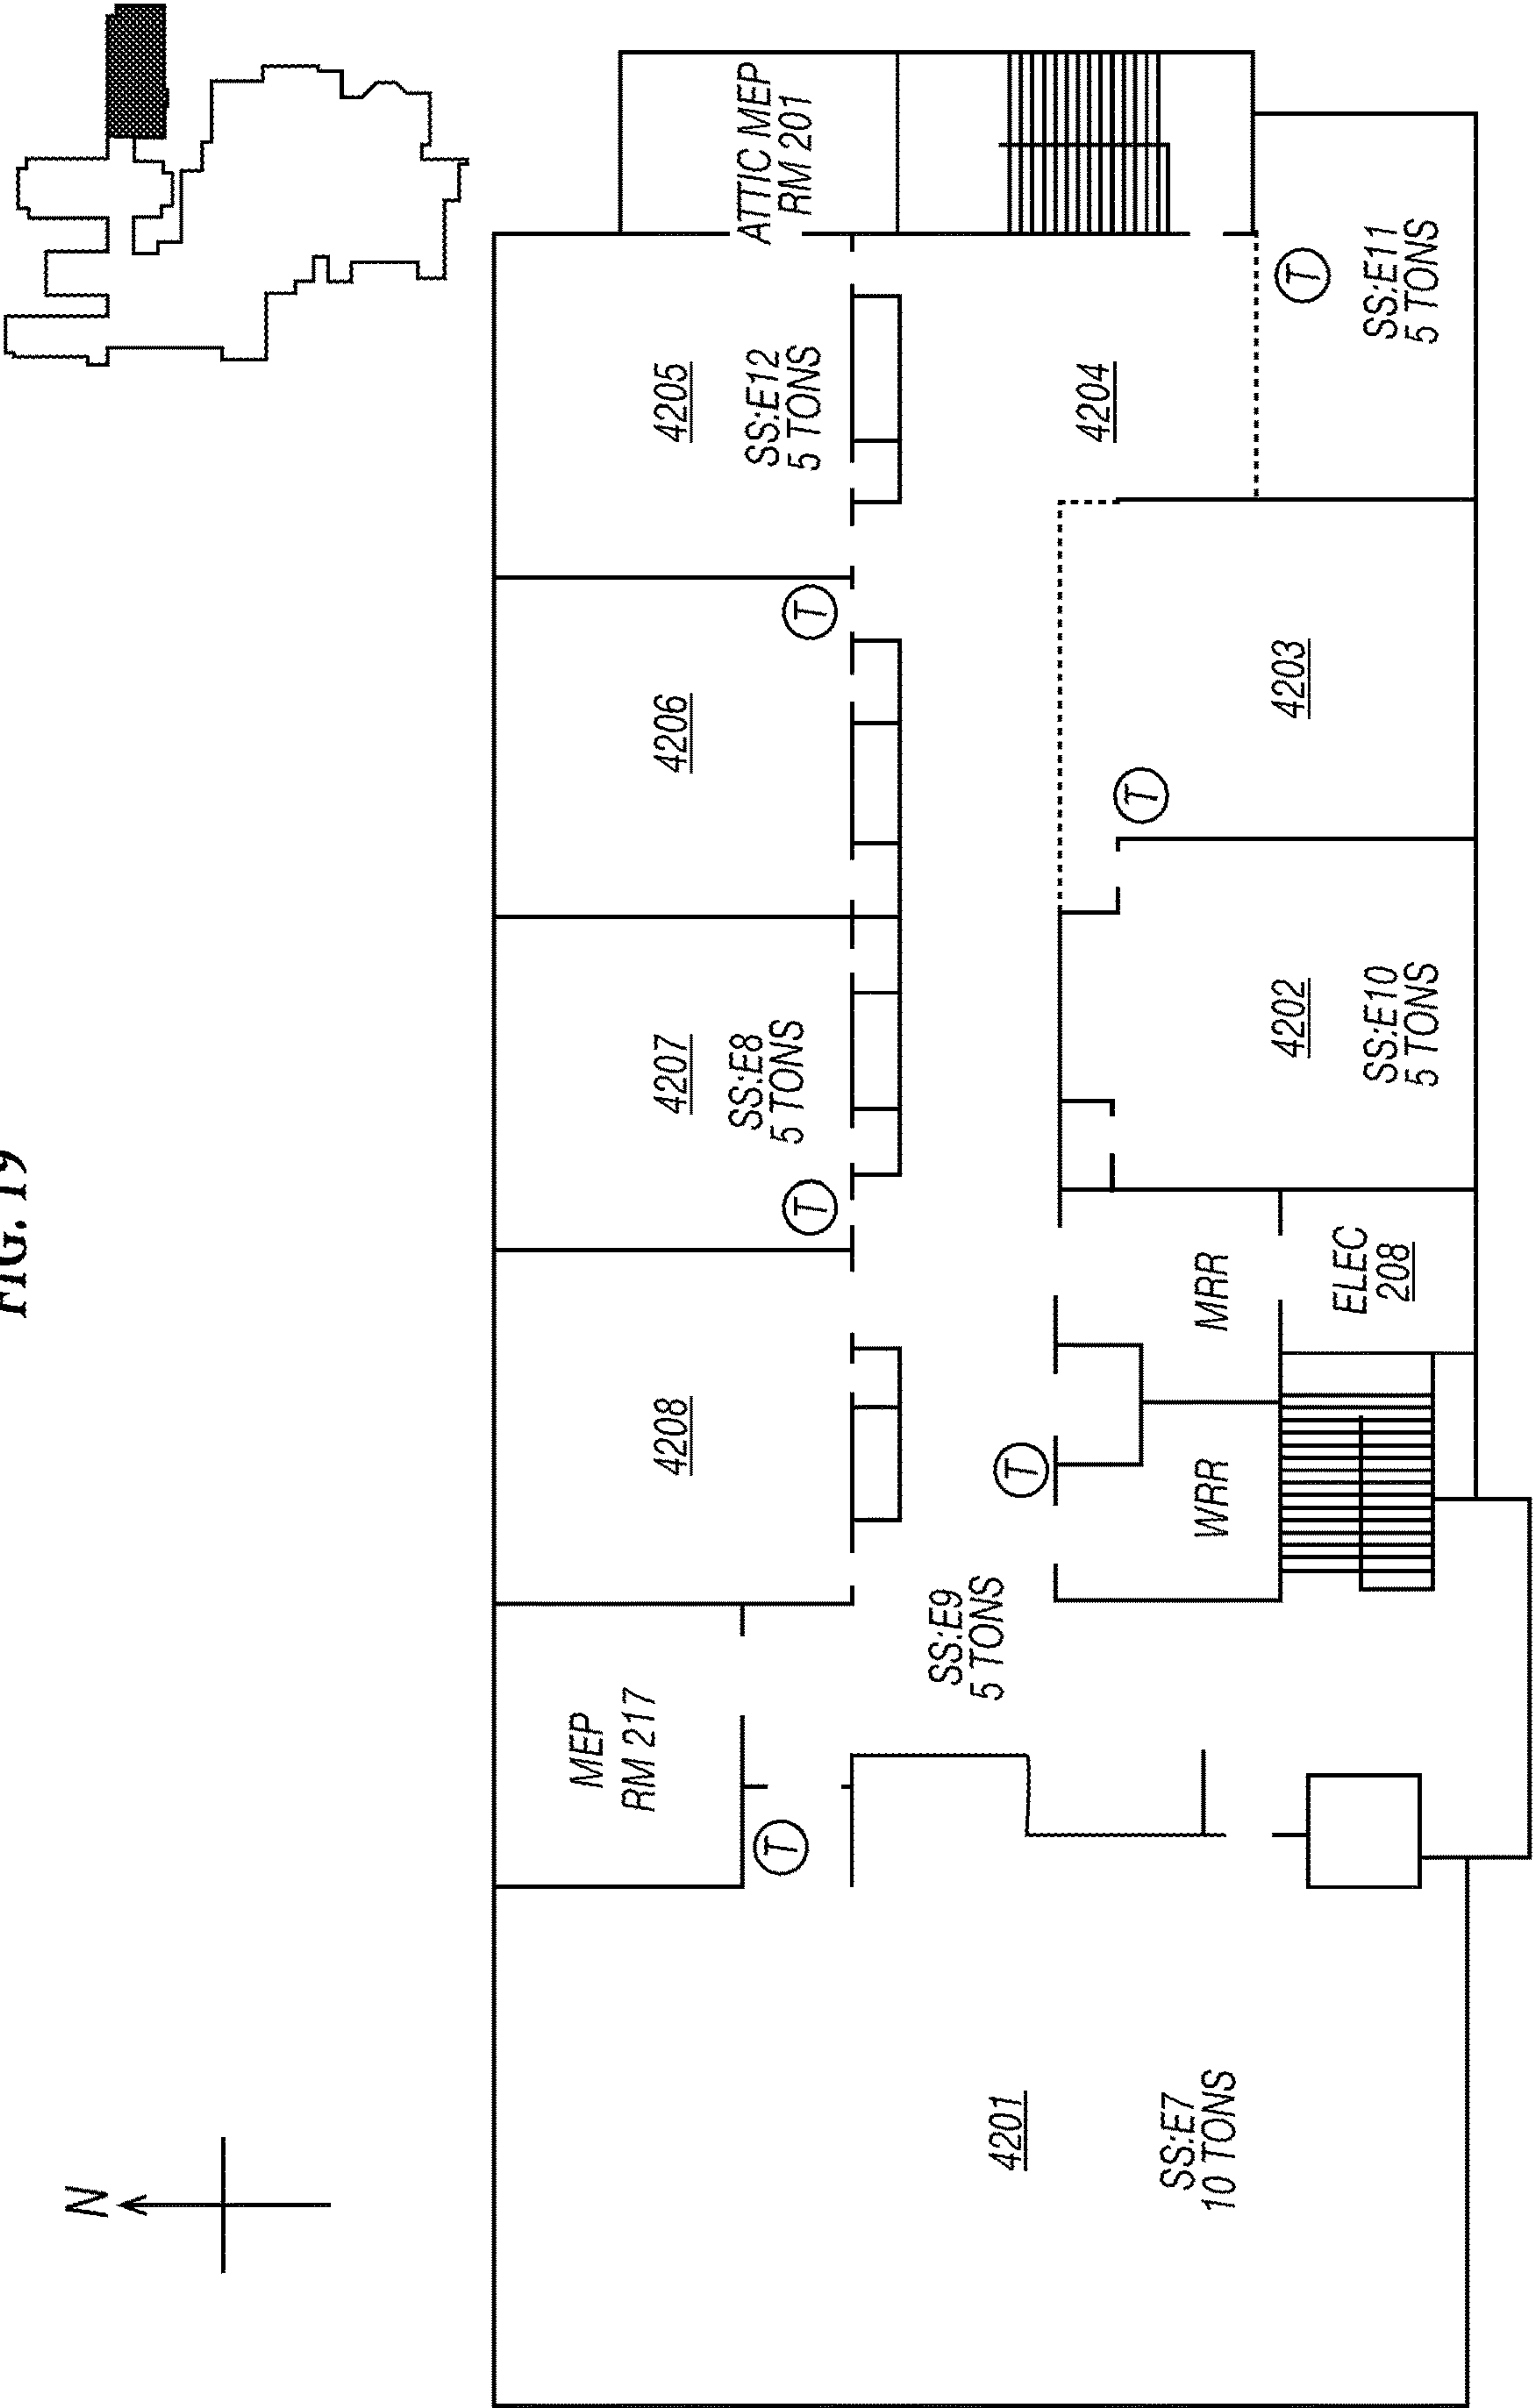 FIG. 19
N
MEP
RM 217
4208
4207
SS:E8
5 TONS
4206
4205
SS:E12
5 TONS
ATTIC MEP
RM 201
T
T
T
SS:E9
5 TONS
T
4204
T
4201
SS:E7
10 TONS
WRR
MRR
ELEC
208
4202
SS:E10
5 TONS
4203
T
SS:E11
5 TONS